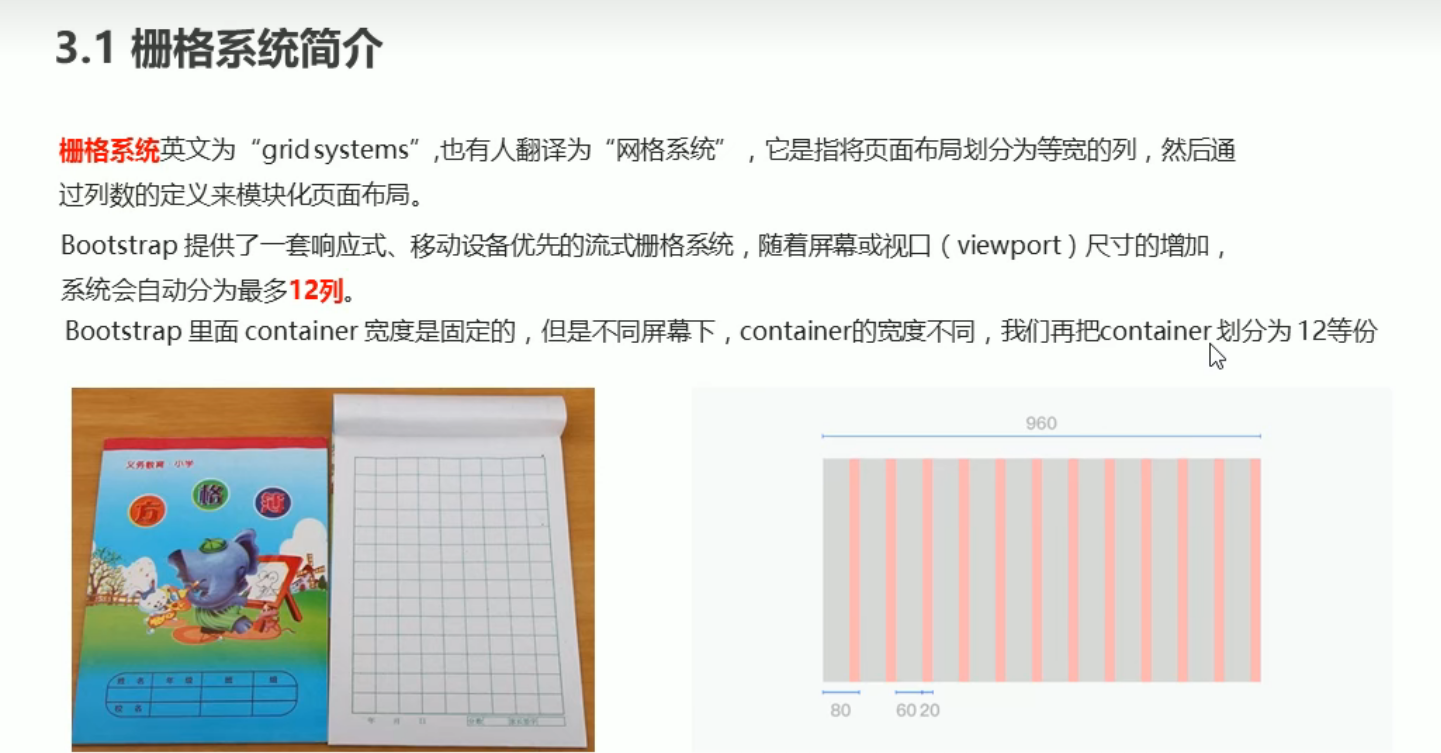 3.1 栅格系统简介
栅格系统英文为“grid systems”,也有人翻译为“网格系统”，它是指将页面布局划分为等宽的列，然后通
过列数的定义来模块化页面布局。
Bootstrap 提供了一套响应式、移动设备优先的流式栅格系统，随着屏幕或视口（viewport）尺寸的增加，
系统会自动分为最多12列。
Bootstrap 里面 container 宽度是固定的，但是不同屏幕下，container的宽度不同，我们再把container 划分为 12等份
义务教育 小学
方格簿
姓 名 年 级 班 级
校 名
年 月 日
960
80 60 20